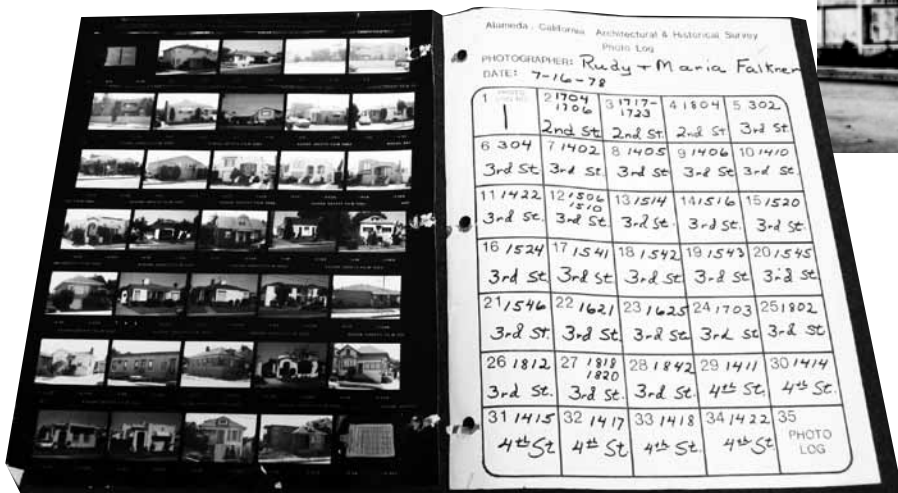 Alameda, California Architectural & Historical Survey
Photo Log
PHOTOGRAPHER: Rudy + Maria Falkner
DATE: 7-16-78
1 PHOTO LOG NO. 1
2 1704 1706 2nd St
3 1717-1723 2nd St.
4 1804 2nd St
5 302 3rd St.
6 304 3rd St
7 1402 3rd St.
8 1405 3rd St
9 1406 3rd St
10 1410 3rd St
11 1422 3rd St.
12 1506 1510 3rd St.
13 1514 3rd St.
14 1516 3rd St.
15 1520 3rd St.
16 1524 3rd St
17 1541 3rd St
18 1542 3rd St.
19 1543 3rd St.
20 1545 3rd St.
21 1546 3rd St.
22 1621 3rd St.
23 1625 3rd St.
24 1703 3rd St
25 1802 3rd St.
26 1812 3rd St.
27 1818 1820 3rd St.
28 1842 3rd St.
29 1411 4th St.
30 1414 4th St.
31 1415 4th St
32 1417 4th St
33 1418 4th St.
34 1422 4th St
35 PHOTO LOG